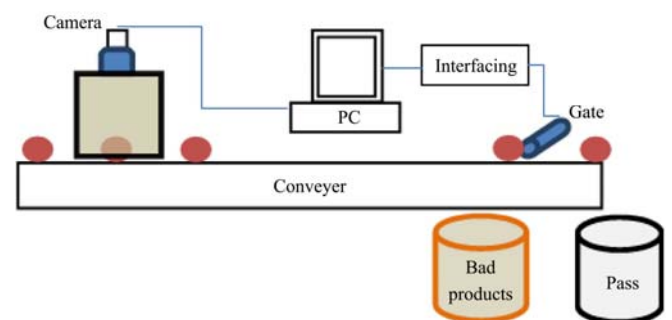 Camera
Interfacing
Gate
PC
Conveyer
Bad
products
Pass